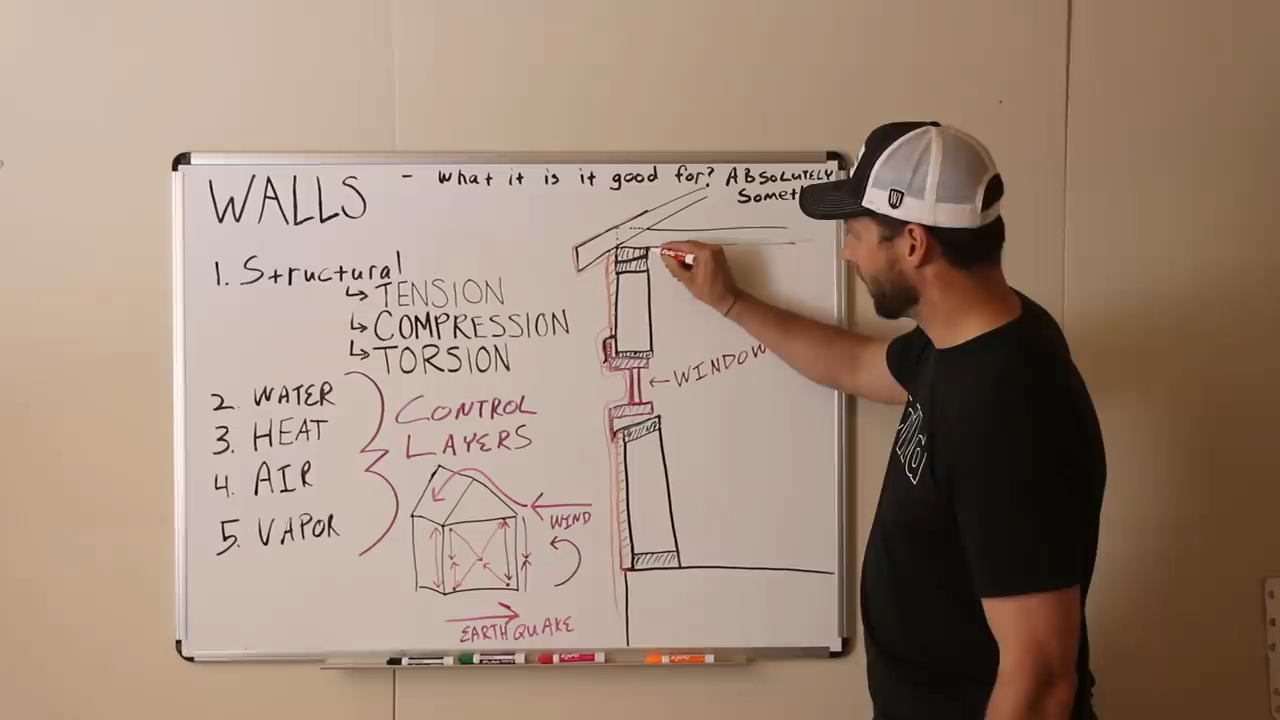 WALLS - what it is it good for? ABSOLUTELY
1. Structural
↳ TENSION
↳ COMPRESSION
↳ TORSION
2. WATER
3. HEAT
4. AIR
5. VAPOR
CONTROL
LAYERS
WIND
EARTHQUAKE
← WINDOW
W